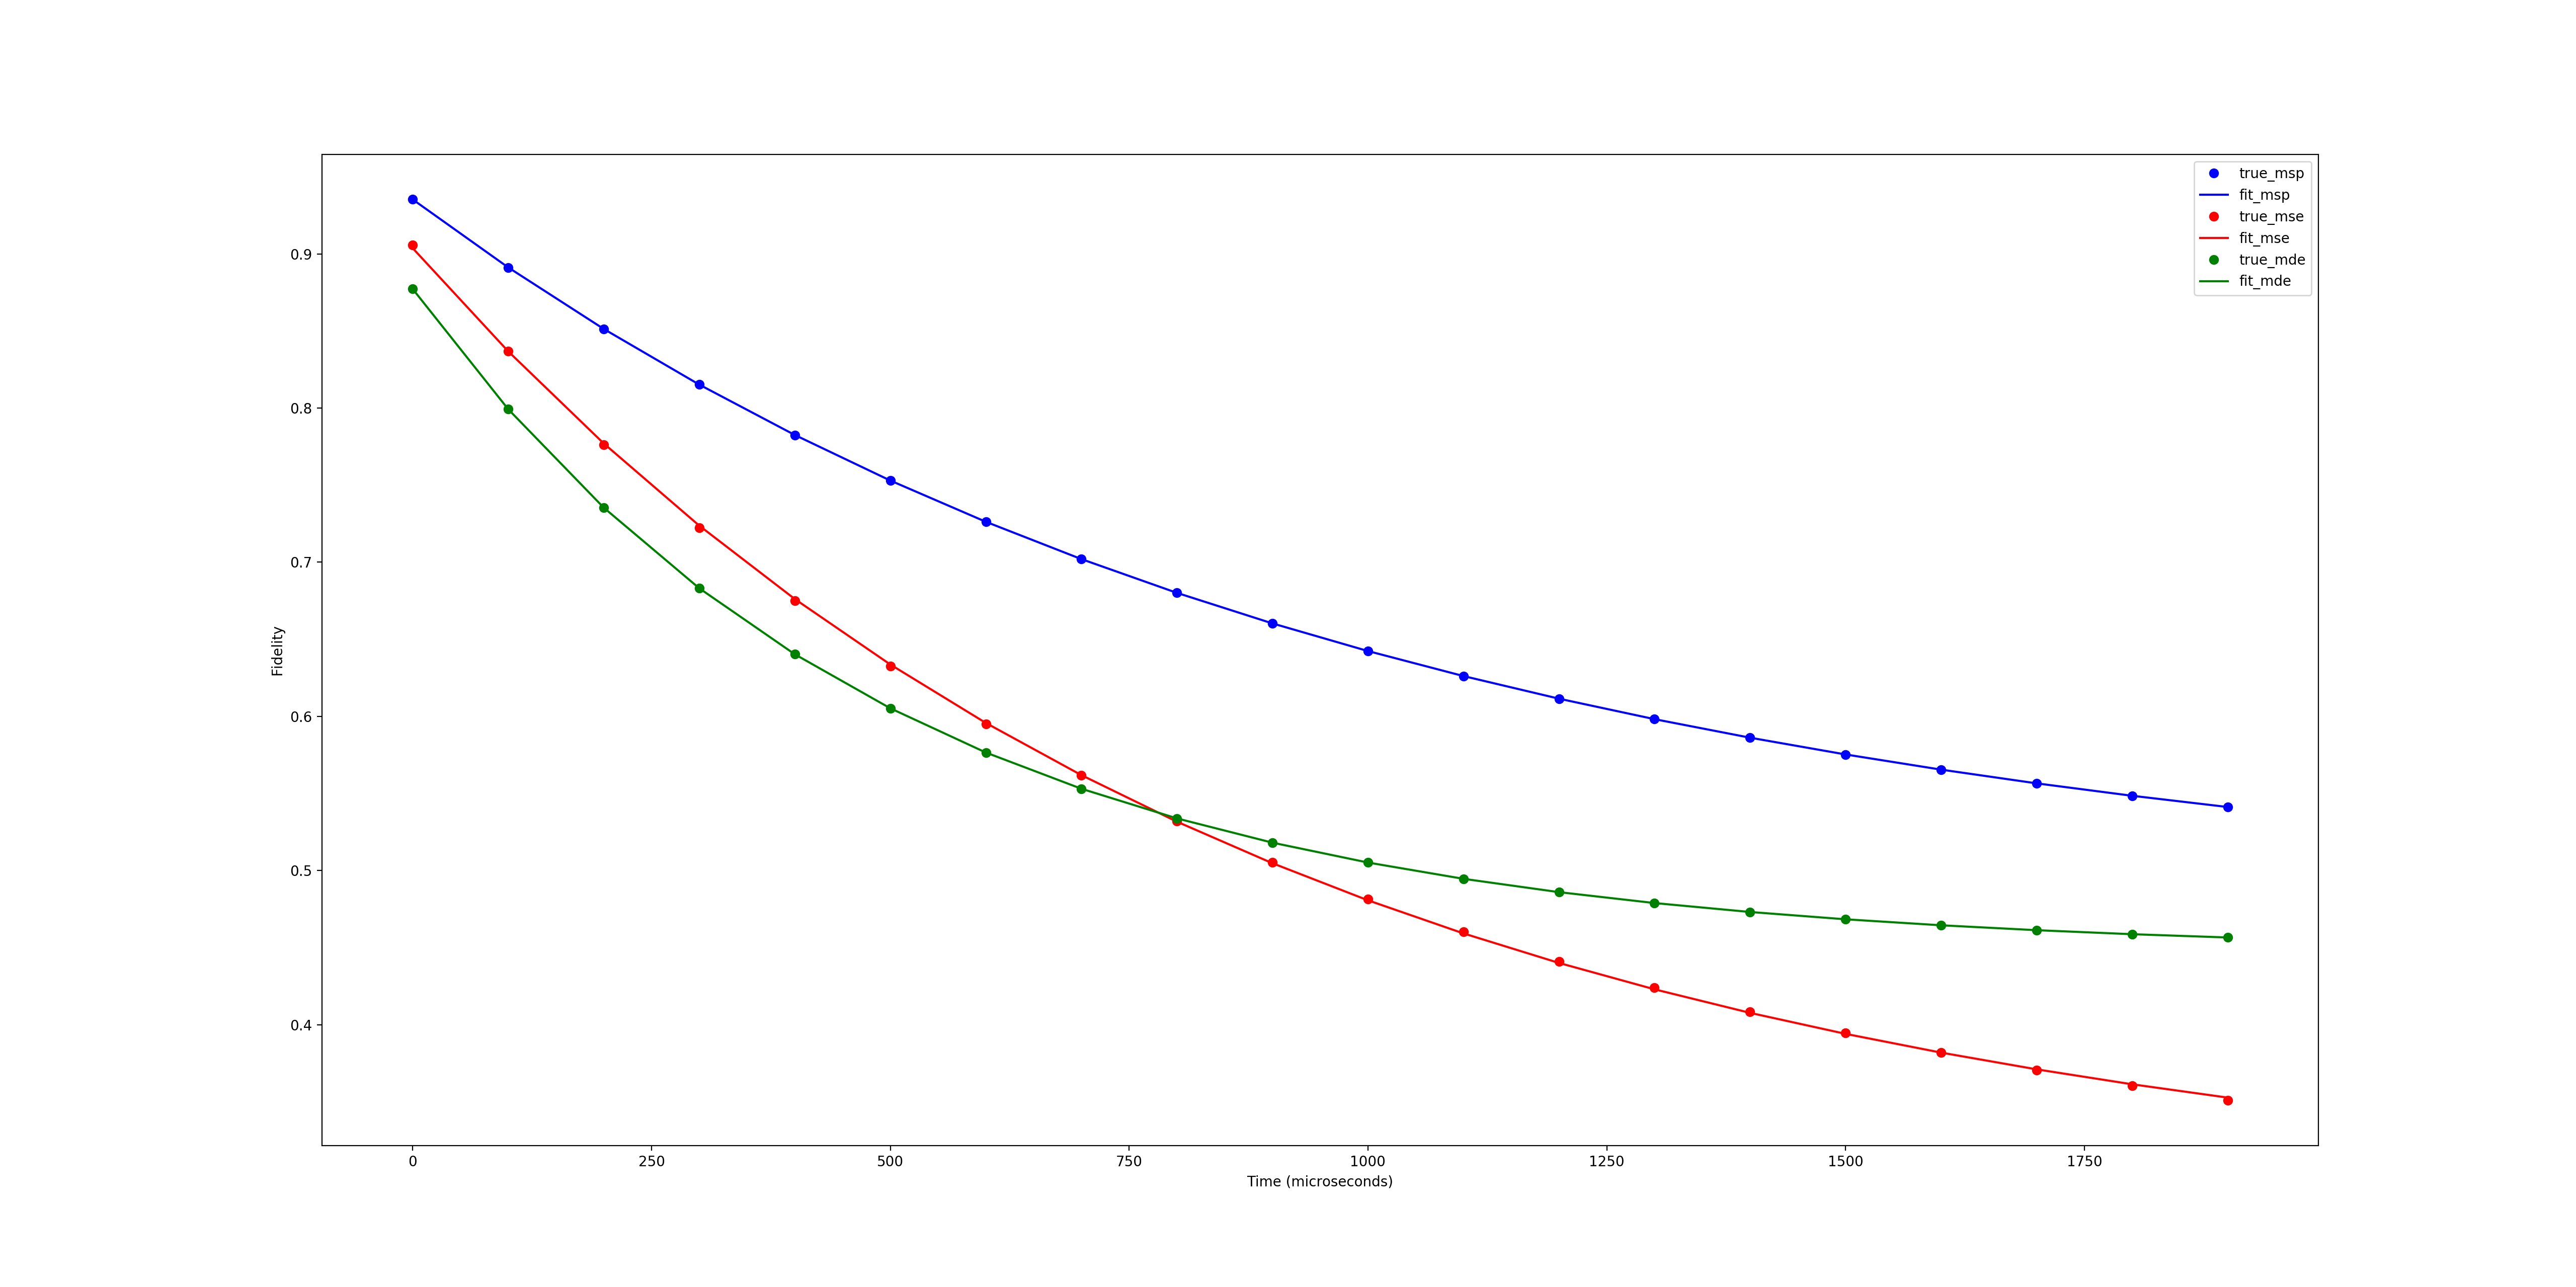 true_msp
fit_msp
true_mse
fit_mse
true_mde
fit_mde
0.9
0.8
0.7
0.6
0.5
0.4
Fidelity
0 250 500 750 1000 1250 1500 1750
Time (microseconds)